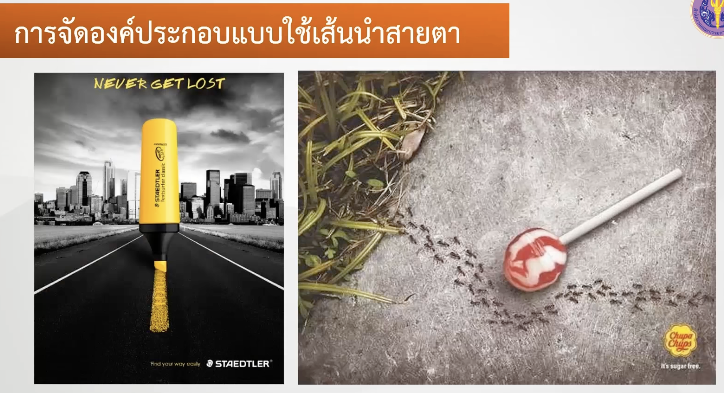 การจัดองค์ประกอบแบบใช้เส้นนำสายตา
NEVER GET LOST
STAEDTLER
Find your way easily
STAEDTLER
Chupa
Chups
It's sugar free.